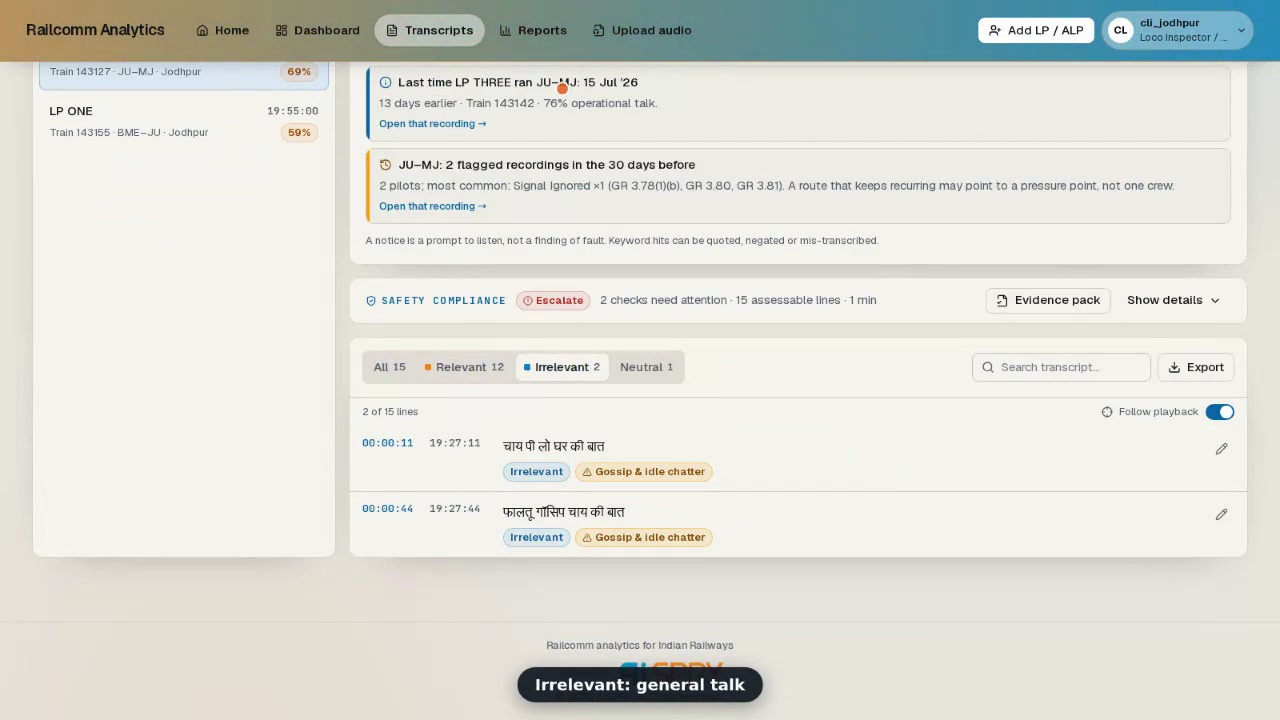 Railcomm Analytics
Home
Dashboard
Transcripts
Reports
Upload audio
Add LP / ALP
CL
cli_jodhpur
Loco Inspector / ...
Train 143127 · JU–MJ · Jodhpur
69%
LP ONE
19:55:00
Train 143155 · BME–JU · Jodhpur
59%
Last time LP THREE ran JU–MJ: 15 Jul '26
13 days earlier · Train 143142 · 76% operational talk.
Open that recording →
JU–MJ: 2 flagged recordings in the 30 days before
2 pilots; most common: Signal Ignored ×1 (GR 3.78(1)(b), GR 3.80, GR 3.81). A route that keeps recurring may point to a pressure point, not one crew.
Open that recording →
A notice is a prompt to listen, not a finding of fault. Keyword hits can be quoted, negated or mis-transcribed.
SAFETY COMPLIANCE
Escalate
2 checks need attention · 15 assessable lines · 1 min
Evidence pack
Show details
All 15
Relevant 12
Irrelevant 2
Neutral 1
Search transcript...
Export
2 of 15 lines
Follow playback
00:00:11
19:27:11
चाय पी लो घर की बात
Irrelevant
Gossip & idle chatter
00:00:44
19:27:44
फालतू गॉसिप चाय की बात
Irrelevant
Gossip & idle chatter
Railcomm analytics for Indian Railways
Irrelevant: general talk